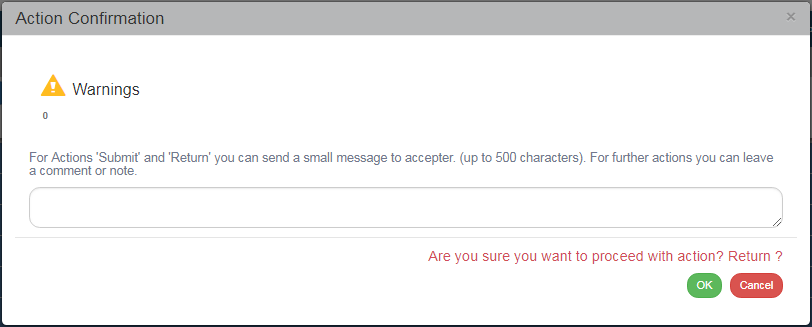 Action Confirmation ×
Warnings
0
For Actions 'Submit' and 'Return' you can send a small message to accepter. (up to 500 characters). For further actions you can leave
a comment or note.
Are you sure you want to proceed with action? Return ?
OK Cancel